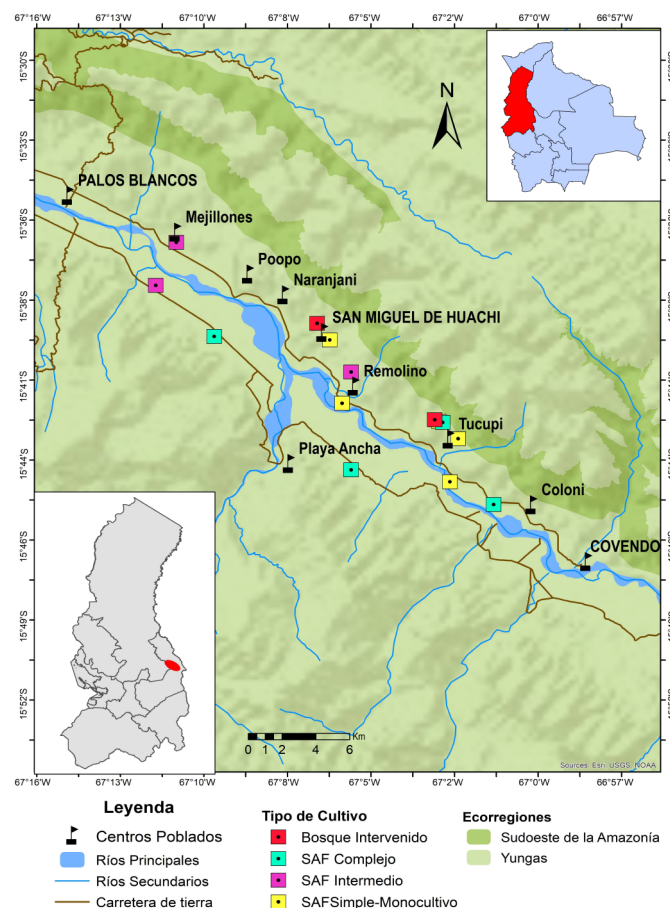 67°16'W 67°13'W 67°10'W 67°8'W 67°5'W 67°2'W 67°0'W 66°57'W
15°30'S
15°33'S
15°36'S
15°38'S
15°41'S
15°44'S
15°46'S
15°49'S
15°52'S
N
PALOS BLANCOS
Mejillones
Poopo
Naranjani
SAN MIGUEL DE HUACHI
Remolino
Tucupi
Playa Ancha
Coloni
COVENDO
0 1 2 4 6 Km
Sources: Esri, USGS, NOAA
67°16'W 67°13'W 67°10'W 67°8'W 67°5'W 67°2'W 67°0'W 66°57'W
Leyenda
Centros Poblados
Ríos Principales
Ríos Secundarios
Carretera de tierra
Tipo de Cultivo
Bosque Intervenido
SAF Complejo
SAF Intermedio
SAFSimple-Monocultivo
Ecorregiones
Sudoeste de la Amazonía
Yungas